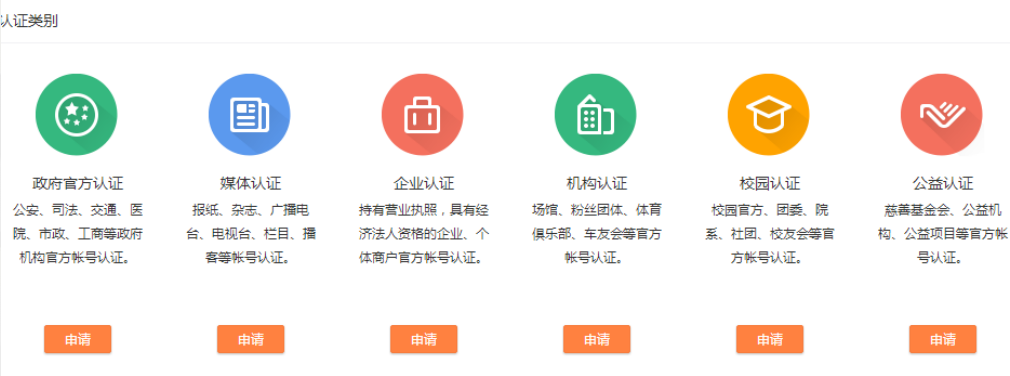 认证类别
政府官方认证
公安、司法、交通、医
院、市政、工商等政府
机构官方帐号认证。
申请
媒体认证
报纸、杂志、广播电
台、电视台、栏目、播
客等帐号认证。
申请
企业认证
持有营业执照，具有经
济法人资格的企业、个
体商户官方帐号认证。
申请
机构认证
场馆、粉丝团体、体育
俱乐部、车友会等官方
帐号认证。
申请
校园认证
校园官方、团委、院
系、社团、校友会等官
方帐号认证。
申请
公益认证
慈善基金会、公益机
构、公益项目等官方帐
号认证。
申请